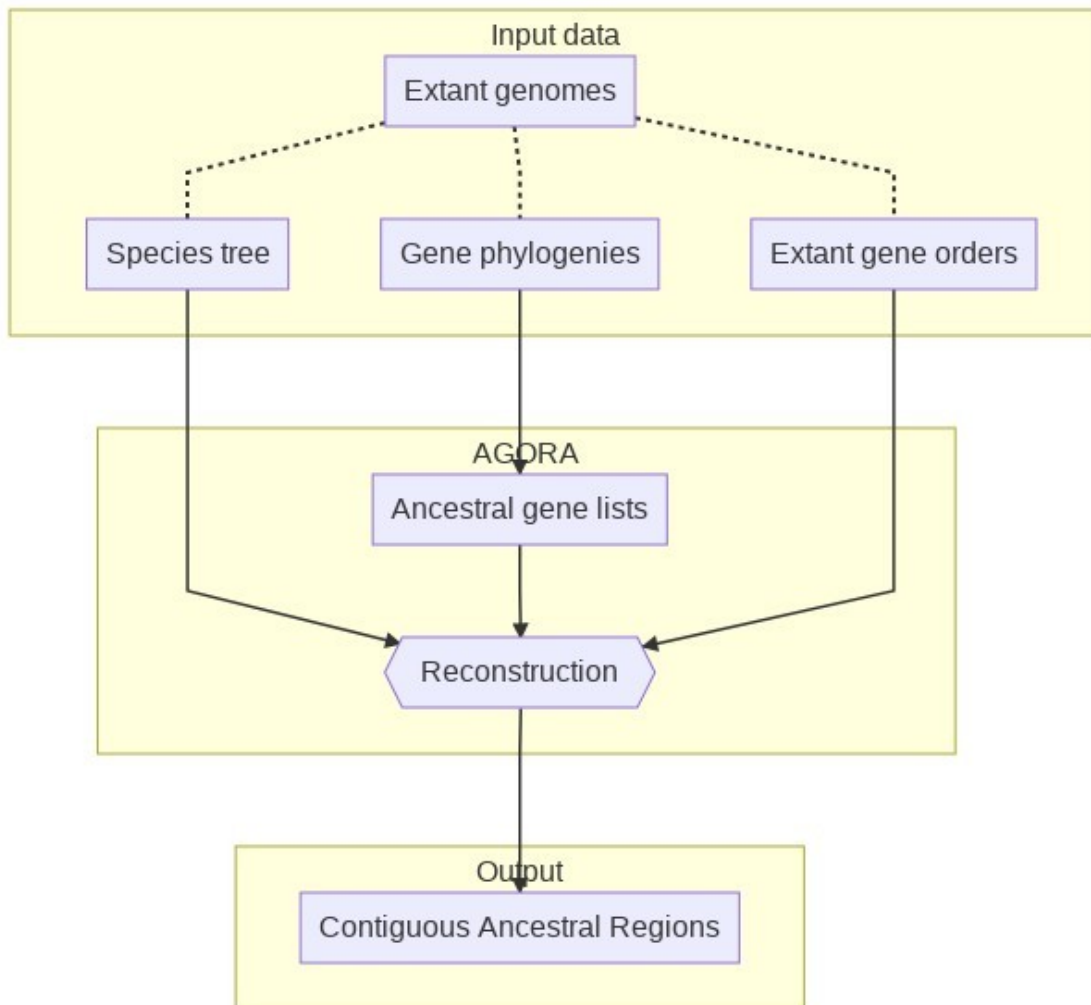 Input data
Extant genomes
Species tree
Gene phylogenies
Extant gene orders
AGORA
Ancestral gene lists
Reconstruction
Output
Contiguous Ancestral Regions